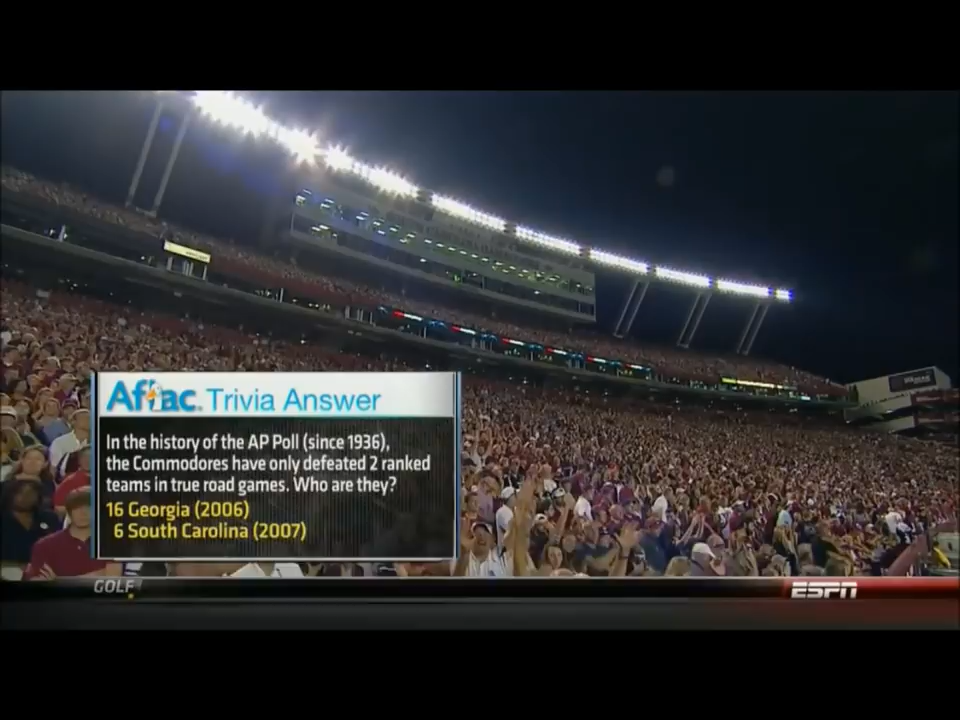 Aflac Trivia Answer
In the history of the AP Poll (since 1936),
the Commodores have only defeated 2 ranked
teams in true road games. Who are they?
16 Georgia (2006)
6 South Carolina (2007)
GOLF
ESPN